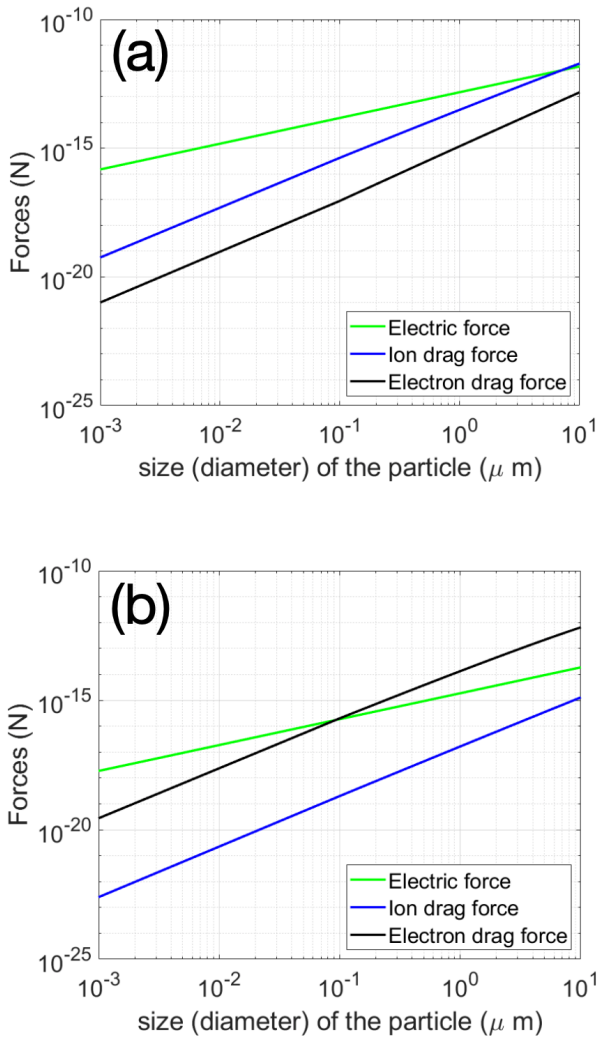 (a)
10^-10
10^-15
10^-20
10^-25
Forces (N)
Electric force
Ion drag force
Electron drag force
10^-3 10^-2 10^-1 10^0 10^1
size (diameter) of the particle (μ m)
(b)
10^-10
10^-15
10^-20
10^-25
Forces (N)
Electric force
Ion drag force
Electron drag force
10^-3 10^-2 10^-1 10^0 10^1
size (diameter) of the particle (μ m)